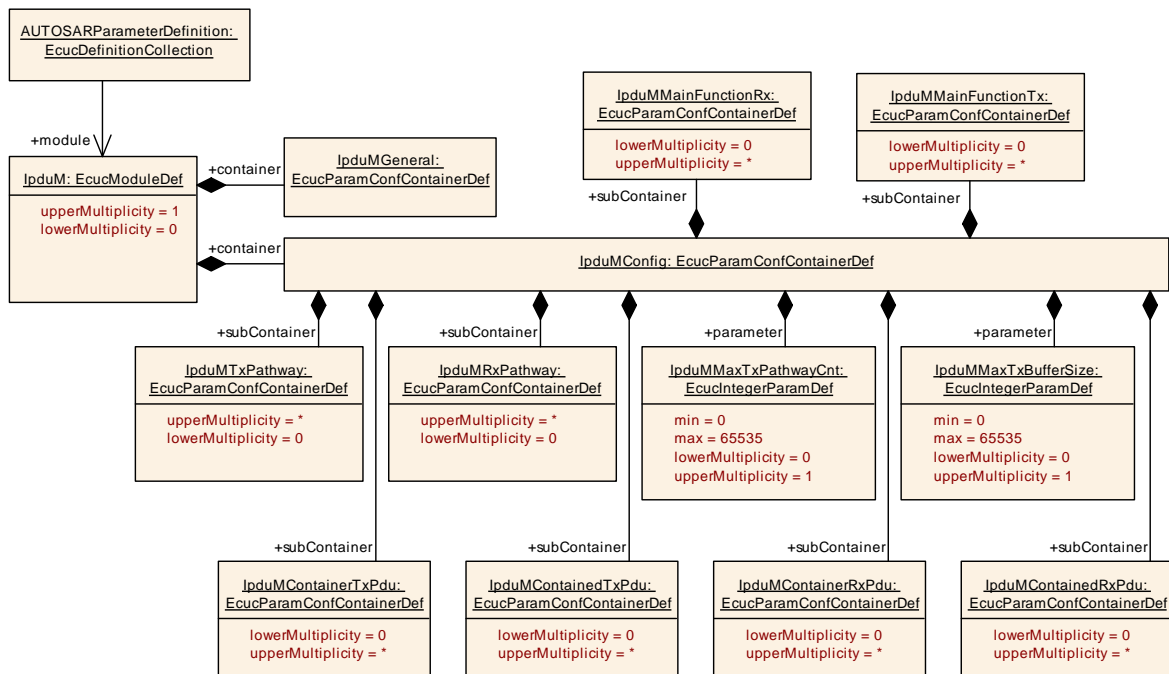 AUTOSARParameterDefinition:
EcucDefinitionCollection
+module
IpduM: EcucModuleDef
upperMultiplicity = 1
lowerMultiplicity = 0
+container
IpduMGeneral:
EcucParamConfContainerDef
+container
IpduMMainFunctionRx:
EcucParamConfContainerDef
lowerMultiplicity = 0
upperMultiplicity = *
+subContainer
IpduMMainFunctionTx:
EcucParamConfContainerDef
lowerMultiplicity = 0
upperMultiplicity = *
+subContainer
IpduMConfig: EcucParamConfContainerDef
+subContainer
IpduMTxPathway:
EcucParamConfContainerDef
upperMultiplicity = *
lowerMultiplicity = 0
+subContainer
IpduMRxPathway:
EcucParamConfContainerDef
upperMultiplicity = *
lowerMultiplicity = 0
+parameter
IpduMMaxTxPathwayCnt:
EcucIntegerParamDef
min = 0
max = 65535
lowerMultiplicity = 0
upperMultiplicity = 1
+parameter
IpduMMaxTxBufferSize:
EcucIntegerParamDef
min = 0
max = 65535
lowerMultiplicity = 0
upperMultiplicity = 1
+subContainer
IpduMContainerTxPdu:
EcucParamConfContainerDef
lowerMultiplicity = 0
upperMultiplicity = *
+subContainer
IpduMContainedTxPdu:
EcucParamConfContainerDef
lowerMultiplicity = 0
upperMultiplicity = *
+subContainer
IpduMContainerRxPdu:
EcucParamConfContainerDef
lowerMultiplicity = 0
upperMultiplicity = *
+subContainer
IpduMContainedRxPdu:
EcucParamConfContainerDef
lowerMultiplicity = 0
upperMultiplicity = *